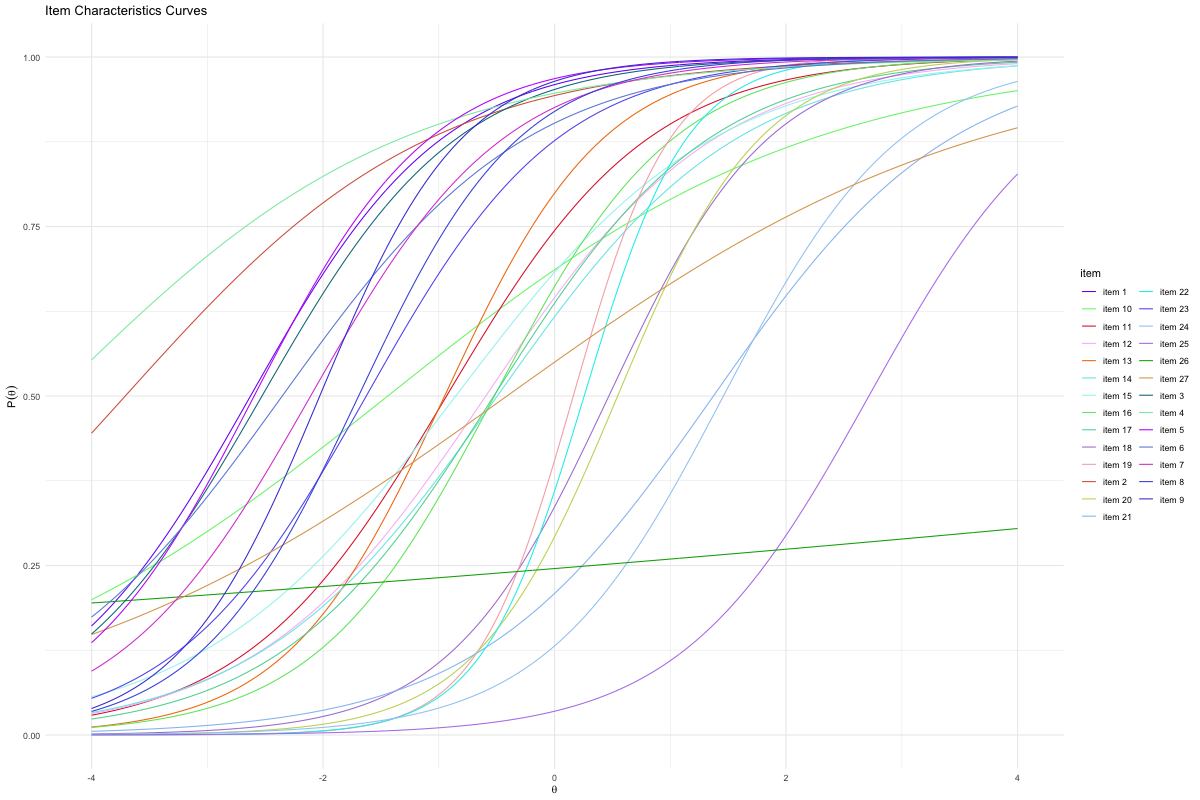 Item Characteristics Curves
P(θ)
1.00
0.75
0.50
0.25
0.00
-4
-2
0
2
4
θ
item
item 1
item 10
item 11
item 12
item 13
item 14
item 15
item 16
item 17
item 18
item 19
item 2
item 20
item 21
item 22
item 23
item 24
item 25
item 26
item 27
item 3
item 4
item 5
item 6
item 7
item 8
item 9